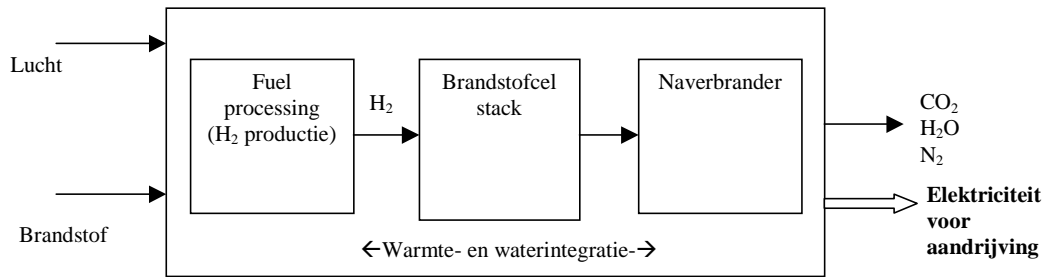 Lucht
Brandstof
Fuel
processing
(H₂ productie)
H₂
Brandstofcel
stack
Naverbrander
←Warmte- en waterintegratie-→
CO₂
H₂O
N₂
Elektriciteit
voor
aandrijving